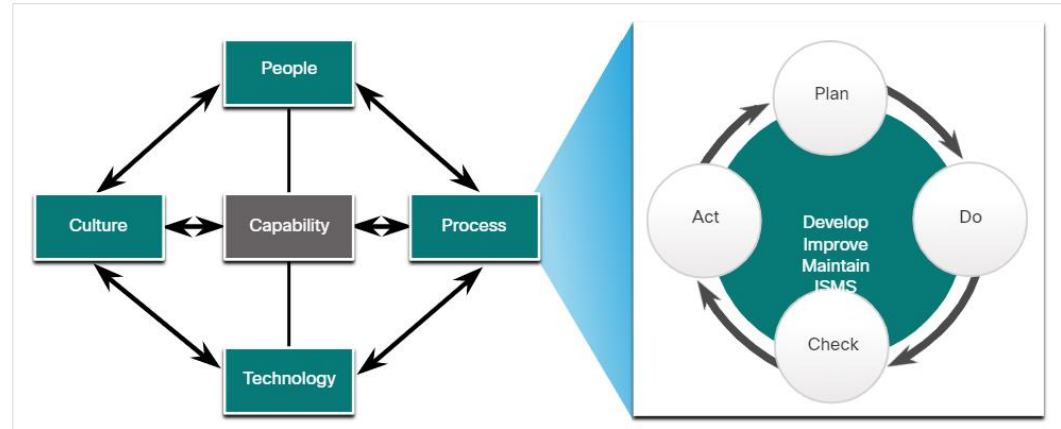 People
Culture
Capability
Process
Technology
Plan
Act
Do
Develop
Improve
Maintain
ISMS
Check